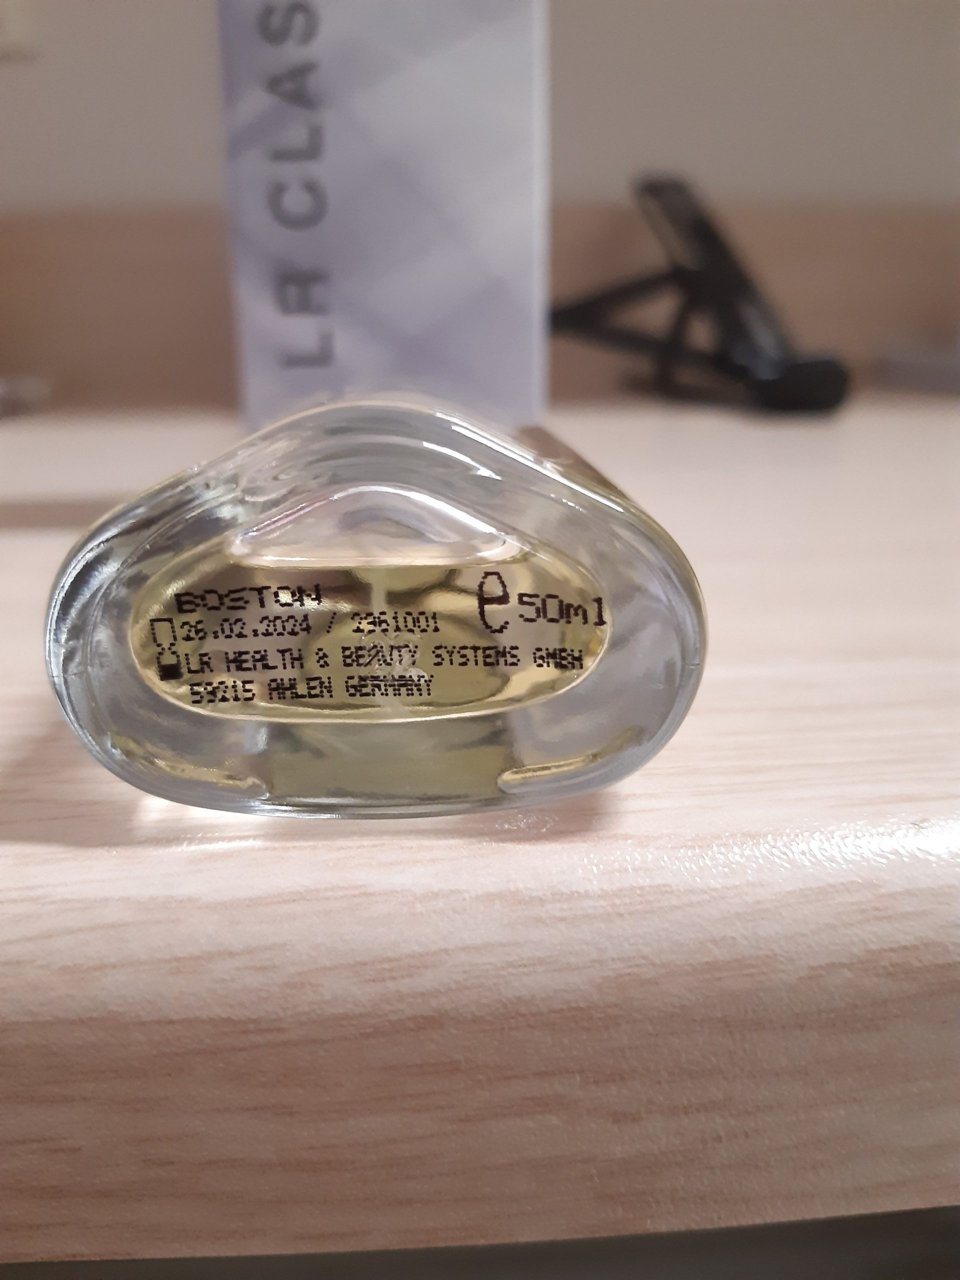 LR CLAS
BOSTON
℮ 50ml
26.02.2024 / 2361001
LR HEALTH & BEAUTY SYSTEMS GMBH
59215 AHLEN GERMANY